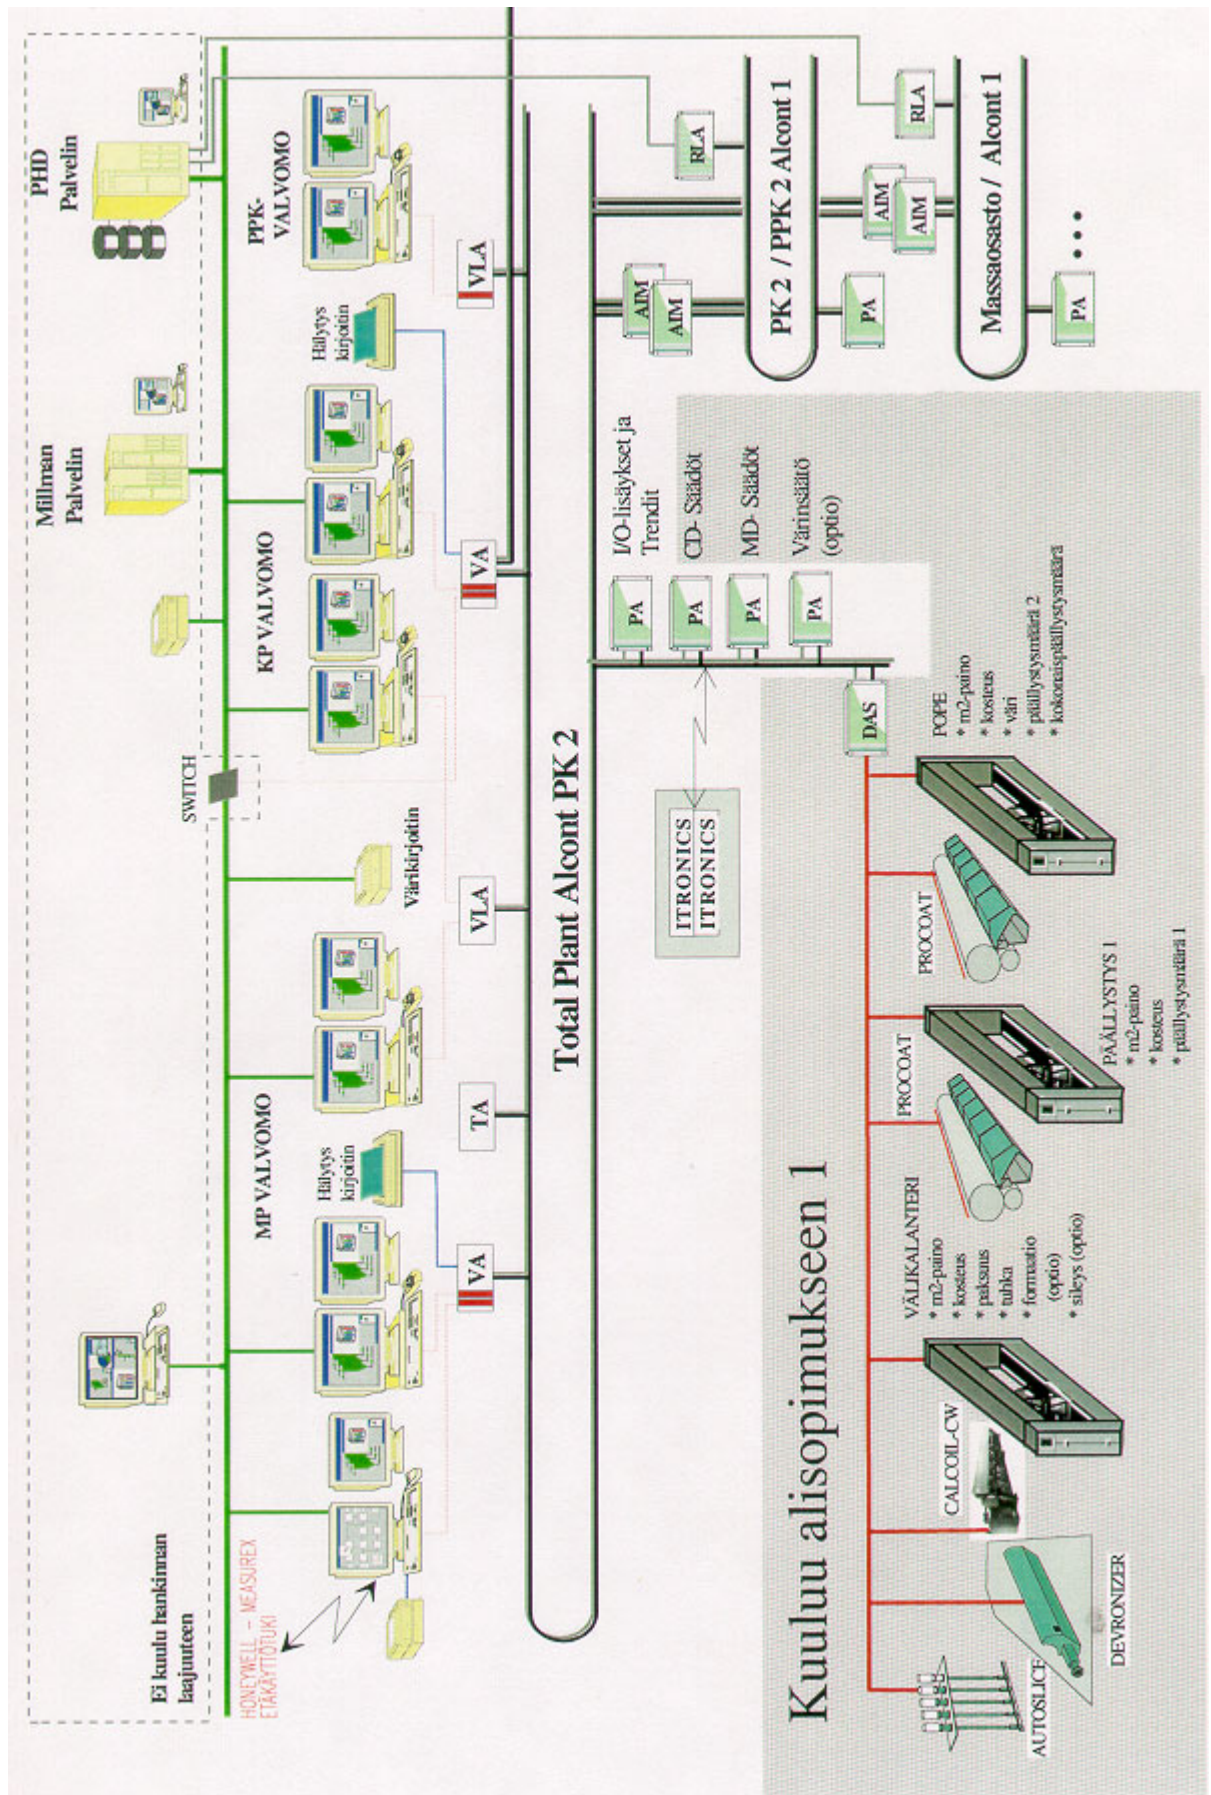 Ei kuulu hankinnan
laajuuteen
Millman
Palvelin
PHD
Palvelin
SWITCH
HONEYWELL - MEASUREX
ETÄKÄYTTÖTUKI
MP VALVOMO
KP VALVOMO
PPK-
VALVOMO
Hälytys
kirjoitin
Värikirjoitin
Hälytys
kirjoitin
VA
TA
VLA
VA
VLA
Total Plant Alcont PK 2
AIM
AIM
RLA
PK 2 / PPK 2 Alcont 1
PA
AIM
AIM
RLA
Massaosasto / Alcont 1
PA
PA
I/O-lisäykset ja
Trendit
PA
CD- Säädöt
PA
MD- Säädöt
PA
Värinsäätö
(optio)
ITRONICS
ITRONICS
DAS
Kuuluu alisopimukseen 1
AUTOSLICE
DEVRONIZER
CALCOIL-CW
VÄLIKALANTERI
* m2-paino
* kosteus
* paksuus
* tuhka
* formaatio
(optio)
* sileys (optio)
PROCOAT
PÄÄLLYSTYS 1
* m2-paino
* kosteus
* päällystysmäärä 1
PROCOAT
POPE
* m2-paino
* kosteus
* väri
* päällystysmäärä 2
* kokonaispäällystysmäärä